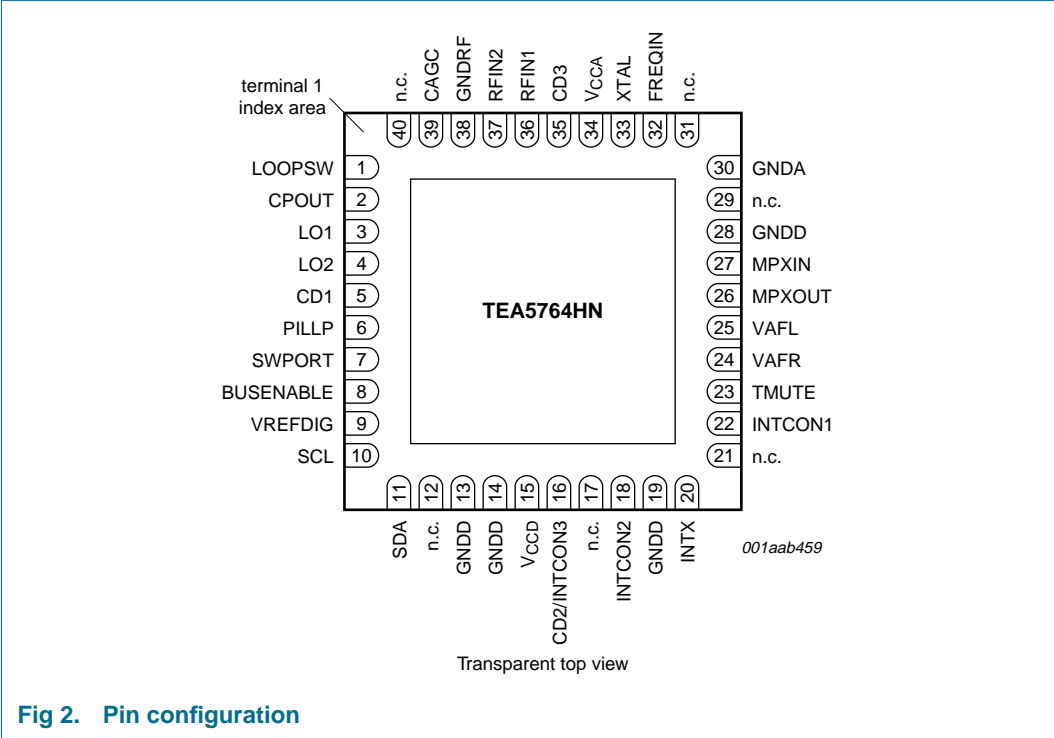 terminal 1
index area
n.c.
CAGC
GNDRF
RFIN2
RFIN1
CD3
VCCA
XTAL
FREQIN
n.c.
40
39
38
37
36
35
34
33
32
31
LOOPSW 1
CPOUT 2
LO1 3
LO2 4
CD1 5
PILLP 6
SWPORT 7
BUSENABLE 8
VREFDIG 9
SCL 10
TEA5764HN
30 GNDA
29 n.c.
28 GNDD
27 MPXIN
26 MPXOUT
25 VAFL
24 VAFR
23 TMUTE
22 INTCON1
21 n.c.
11
12
13
14
15
16
17
18
19
20
SDA
n.c.
GNDD
GNDD
VCCD
CD2/INTCON3
n.c.
INTCON2
GNDD
INTX
001aab459
Transparent top view
Fig 2. Pin configuration